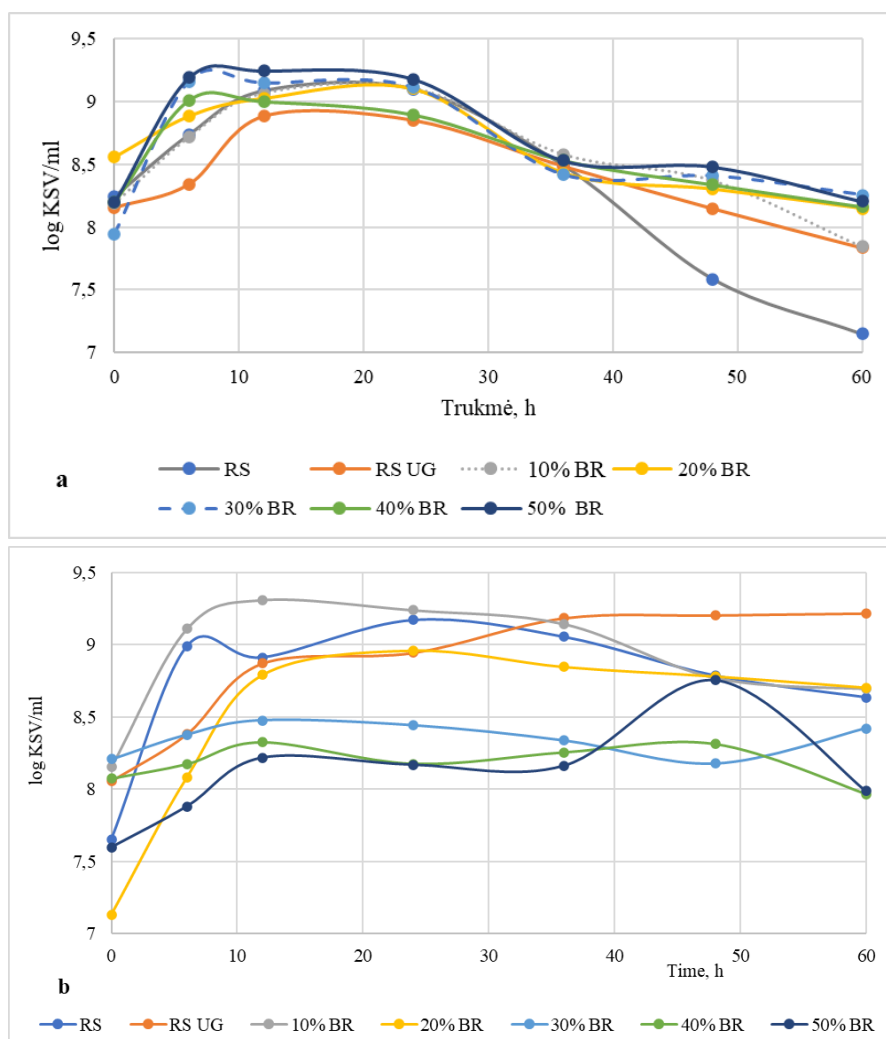 9,5
9
8,5
8
7,5
7
log KSV/ml
0 10 20 30 40 50 60
Trukmė, h
RS RS UG 10% BR 20% BR
30% BR 40% BR 50% BR
a
9,5
9
8,5
8
7,5
7
log KSV/ml
0 10 20 30 40 50 60
Time, h
b
RS RS UG 10% BR 20% BR 30% BR 40% BR 50% BR